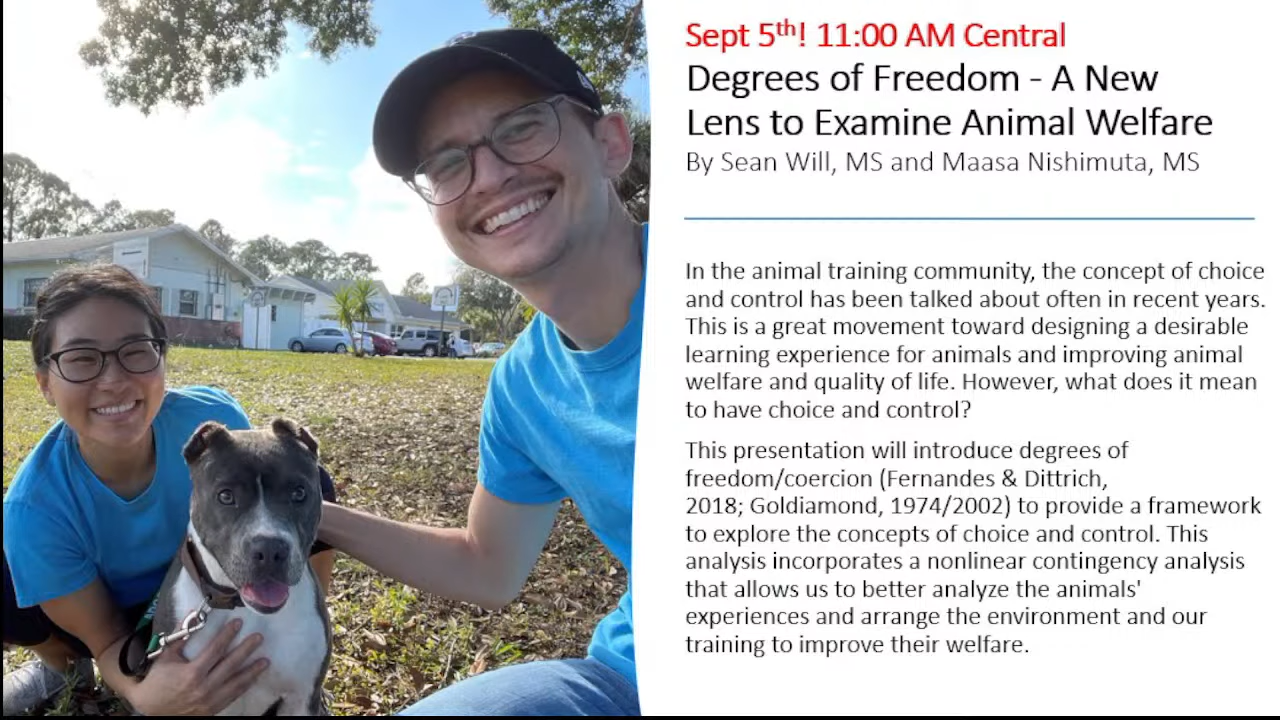 Sept 5th! 11:00 AM Central
Degrees of Freedom - A New
Lens to Examine Animal Welfare
By Sean Will, MS and Maasa Nishimuta, MS
In the animal training community, the concept of choice
and control has been talked about often in recent years.
This is a great movement toward designing a desirable
learning experience for animals and improving animal
welfare and quality of life. However, what does it mean
to have choice and control?
This presentation will introduce degrees of
freedom/coercion (Fernandes & Dittrich,
2018; Goldiamond, 1974/2002) to provide a framework
to explore the concepts of choice and control. This
analysis incorporates a nonlinear contingency analysis
that allows us to better analyze the animals'
experiences and arrange the environment and our
training to improve their welfare.